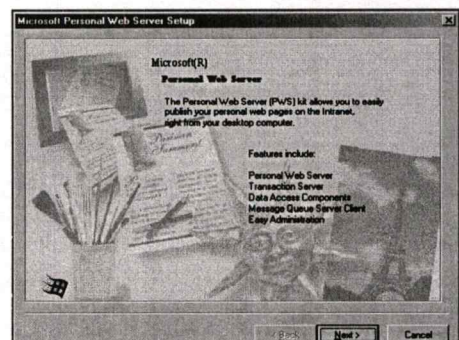 Microsoft Personal Web Server Setup
Microsoft(R)
Personal Web Server
The Personal Web Server (PWS) kit allows you to easily
publish your personal web pages on the Intranet,
right from your desktop computer.
Features include:
Personal Web Server
Transaction Server
Data Access Components
Message Queue Server Client
Easy Administration
< Back
Next >
Cancel